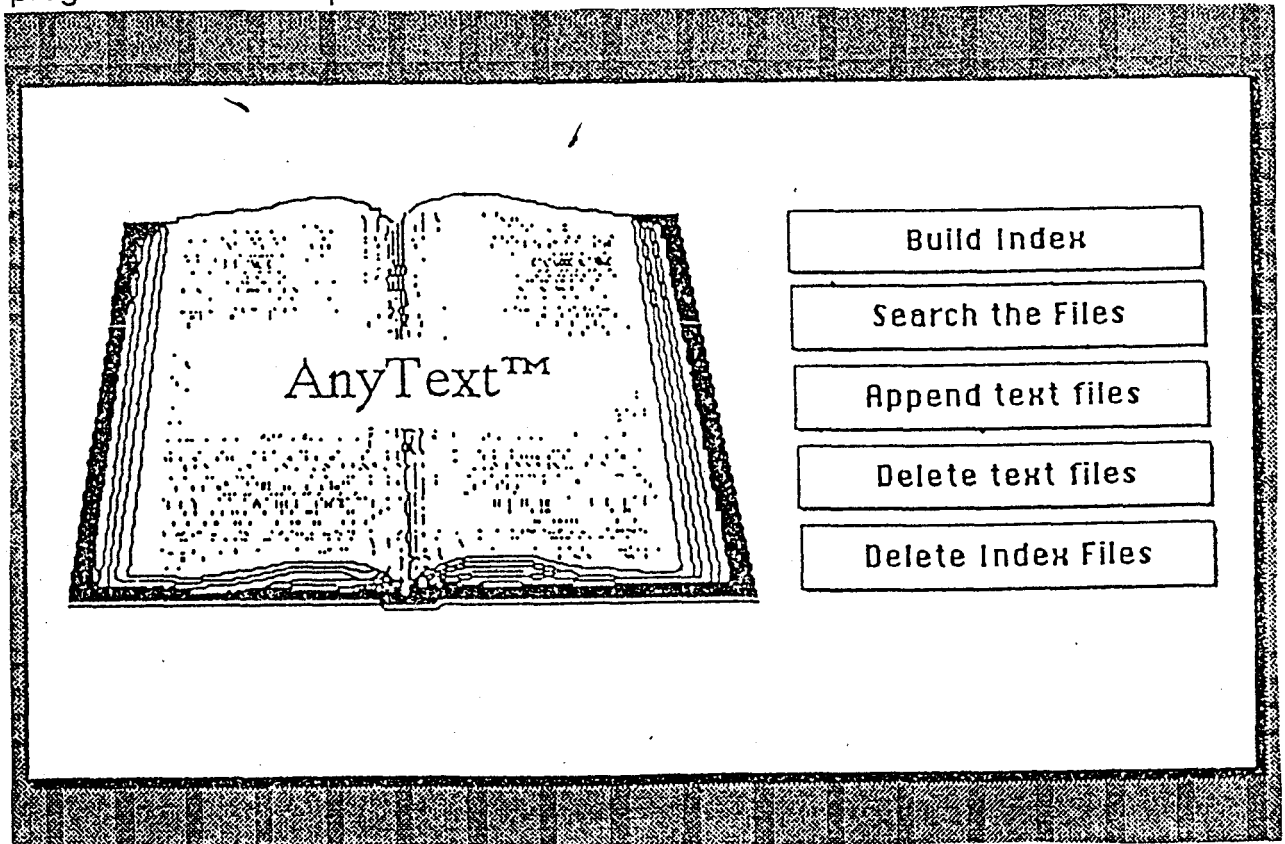 AnyText™
Build Index
Search the Files
Append text files
Delete text files
Delete Index Files